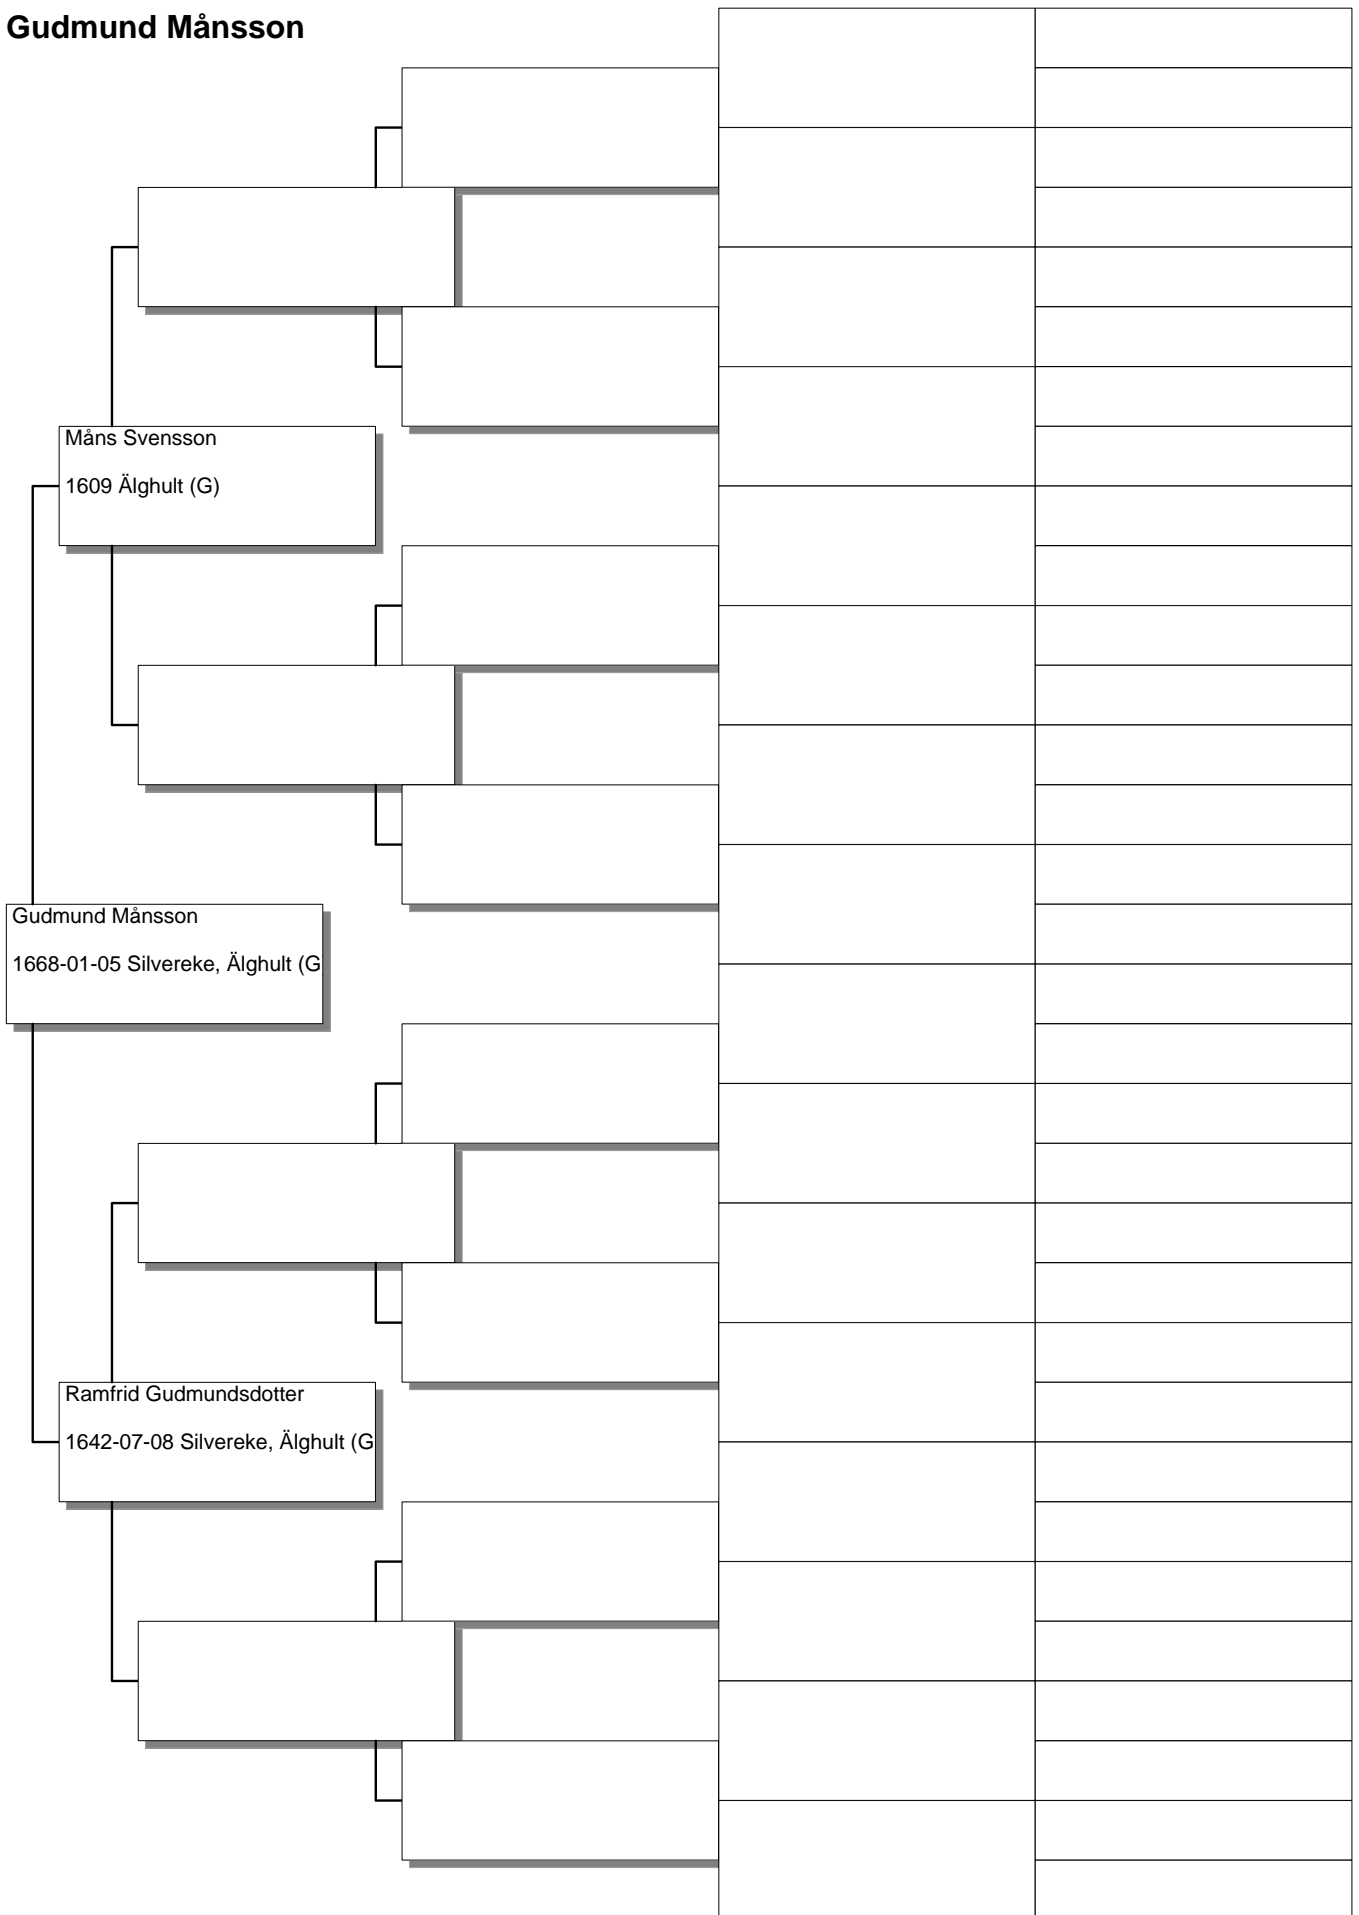 Gudmund Månsson
Måns Svensson
1609 Älghult (G)
Gudmund Månsson
1668-01-05 Silvereke, Älghult (G
Ramfrid Gudmundsdotter
1642-07-08 Silvereke, Älghult (G